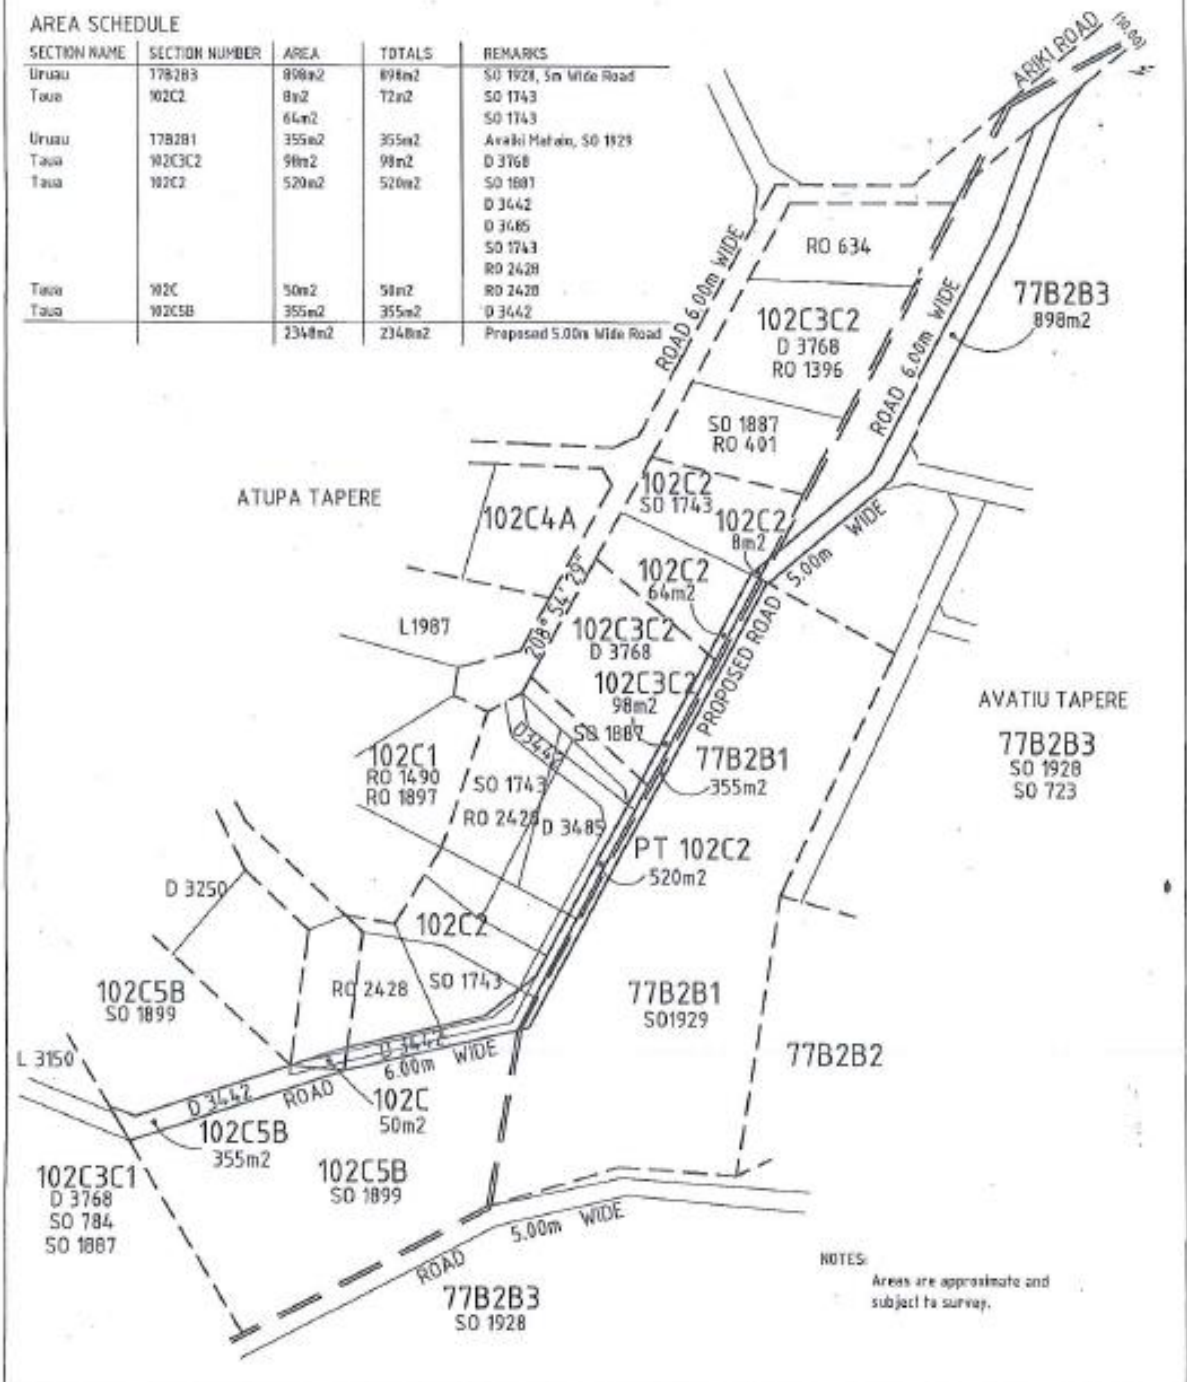 AREA SCHEDULE
SECTION NAME SECTION NUMBER AREA TOTALS REMARKS
Uruau 77B2B3 898m2 898m2 SO 1928, 5m Wide Road
Taua 102C2 8m2 72m2 SO 1743
64m2 SO 1743
Uruau 77B2B1 355m2 355m2 Avaiki Mataio, SO 1929
Taua 102C3C2 98m2 98m2 D 3768
Taua 102C2 520m2 520m2 SO 1887
D 3442
D 3485
SO 1743
RO 2428
Taua 102C 50m2 50m2 RO 2428
Taua 102C5B 355m2 355m2 D 3442
2348m2 2348m2 Proposed 5.00m Wide Road
ARIKI ROAD
ROAD 6.00m WIDE
RO 634
77B2B3
898m2
102C3C2
D 3768
RO 1396
ROAD 6.00m WIDE
SO 1887
RO 401
ATUPA TAPERE
102C4A
102C2
SO 1743
102C2
8m2
PROPOSED ROAD 5.00m WIDE
208° 54' 29"
102C2
64m2
L1987
102C3C2
D 3768
102C3C2
98m2
SO 1887
AVATIU TAPERE
77B2B3
SO 1928
SO 723
D3442
102C1
RO 1490
RO 1897
77B2B1
355m2
SO 1743
RO 2428
D 3485
PT 102C2
520m2
D 3250
102C2
SO 1743
RO 2428
102C5B
SO 1899
77B2B1
SO1929
77B2B2
L 3150
D 3442
6.00m WIDE
D 3442 ROAD
102C
50m2
102C5B
355m2
102C5B
SO 1899
102C3C1
D 3768
SO 784
SO 1887
ROAD 5.00m WIDE
77B2B3
SO 1928
NOTES:
Areas are approximate and
subject to survey.